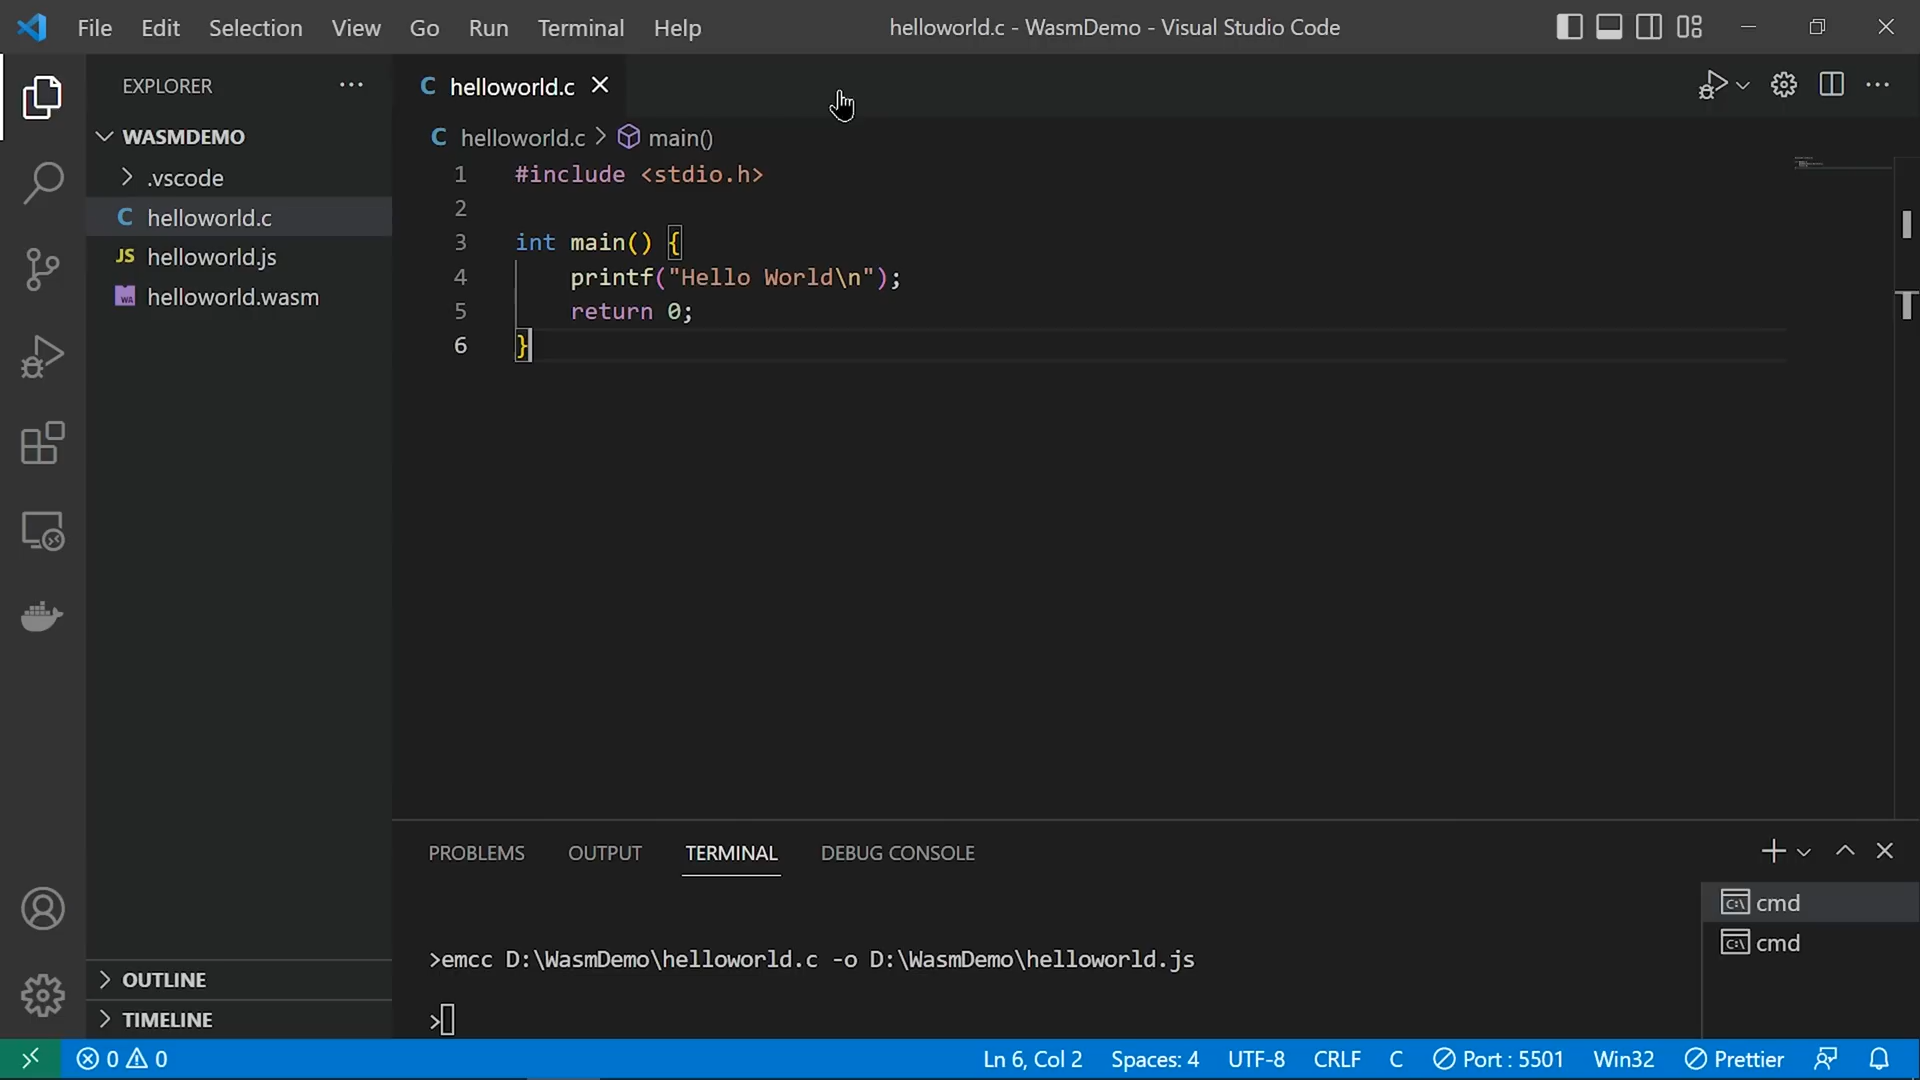 File Edit Selection View Go Run Terminal Help
helloworld.c - WasmDemo - Visual Studio Code
EXPLORER
WASMDEMO
.vscode
C helloworld.c
JS helloworld.js
WA helloworld.wasm
OUTLINE
TIMELINE
C helloworld.c
C helloworld.c > main()
1 #include <stdio.h>
2
3 int main() {
4 printf("Hello World\n");
5 return 0;
6 }
PROBLEMS OUTPUT TERMINAL DEBUG CONSOLE
>emcc D:\WasmDemo\helloworld.c -o D:\WasmDemo\helloworld.js
>
cmd
cmd
0 0 Ln 6, Col 2 Spaces: 4 UTF-8 CRLF C Port : 5501 Win32 Prettier